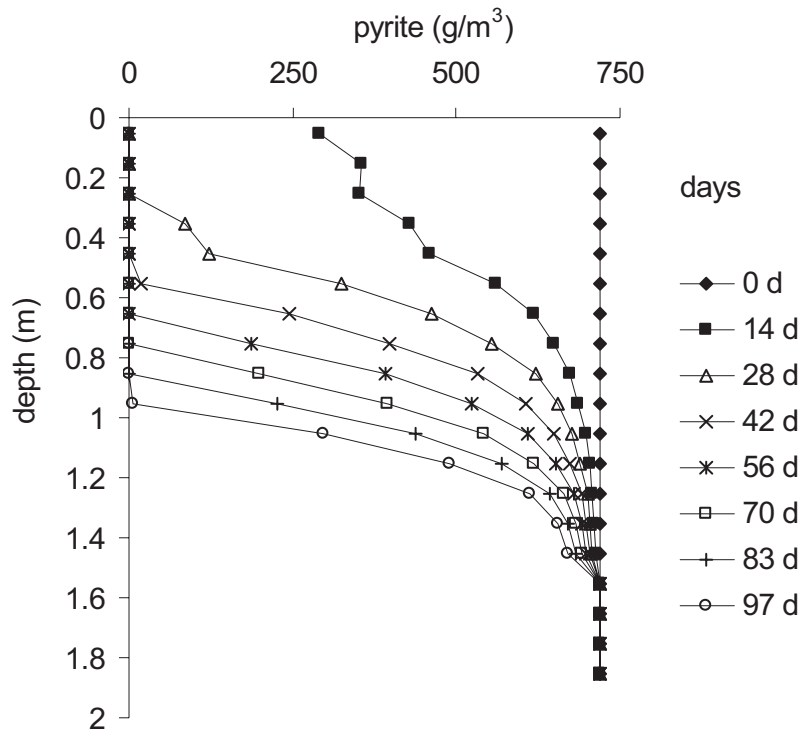 pyrite (g/m³)
0 250 500 750
0
0.2
0.4
0.6
0.8
1
1.2
1.4
1.6
1.8
2
depth (m)
days
0 d
14 d
28 d
42 d
56 d
70 d
83 d
97 d